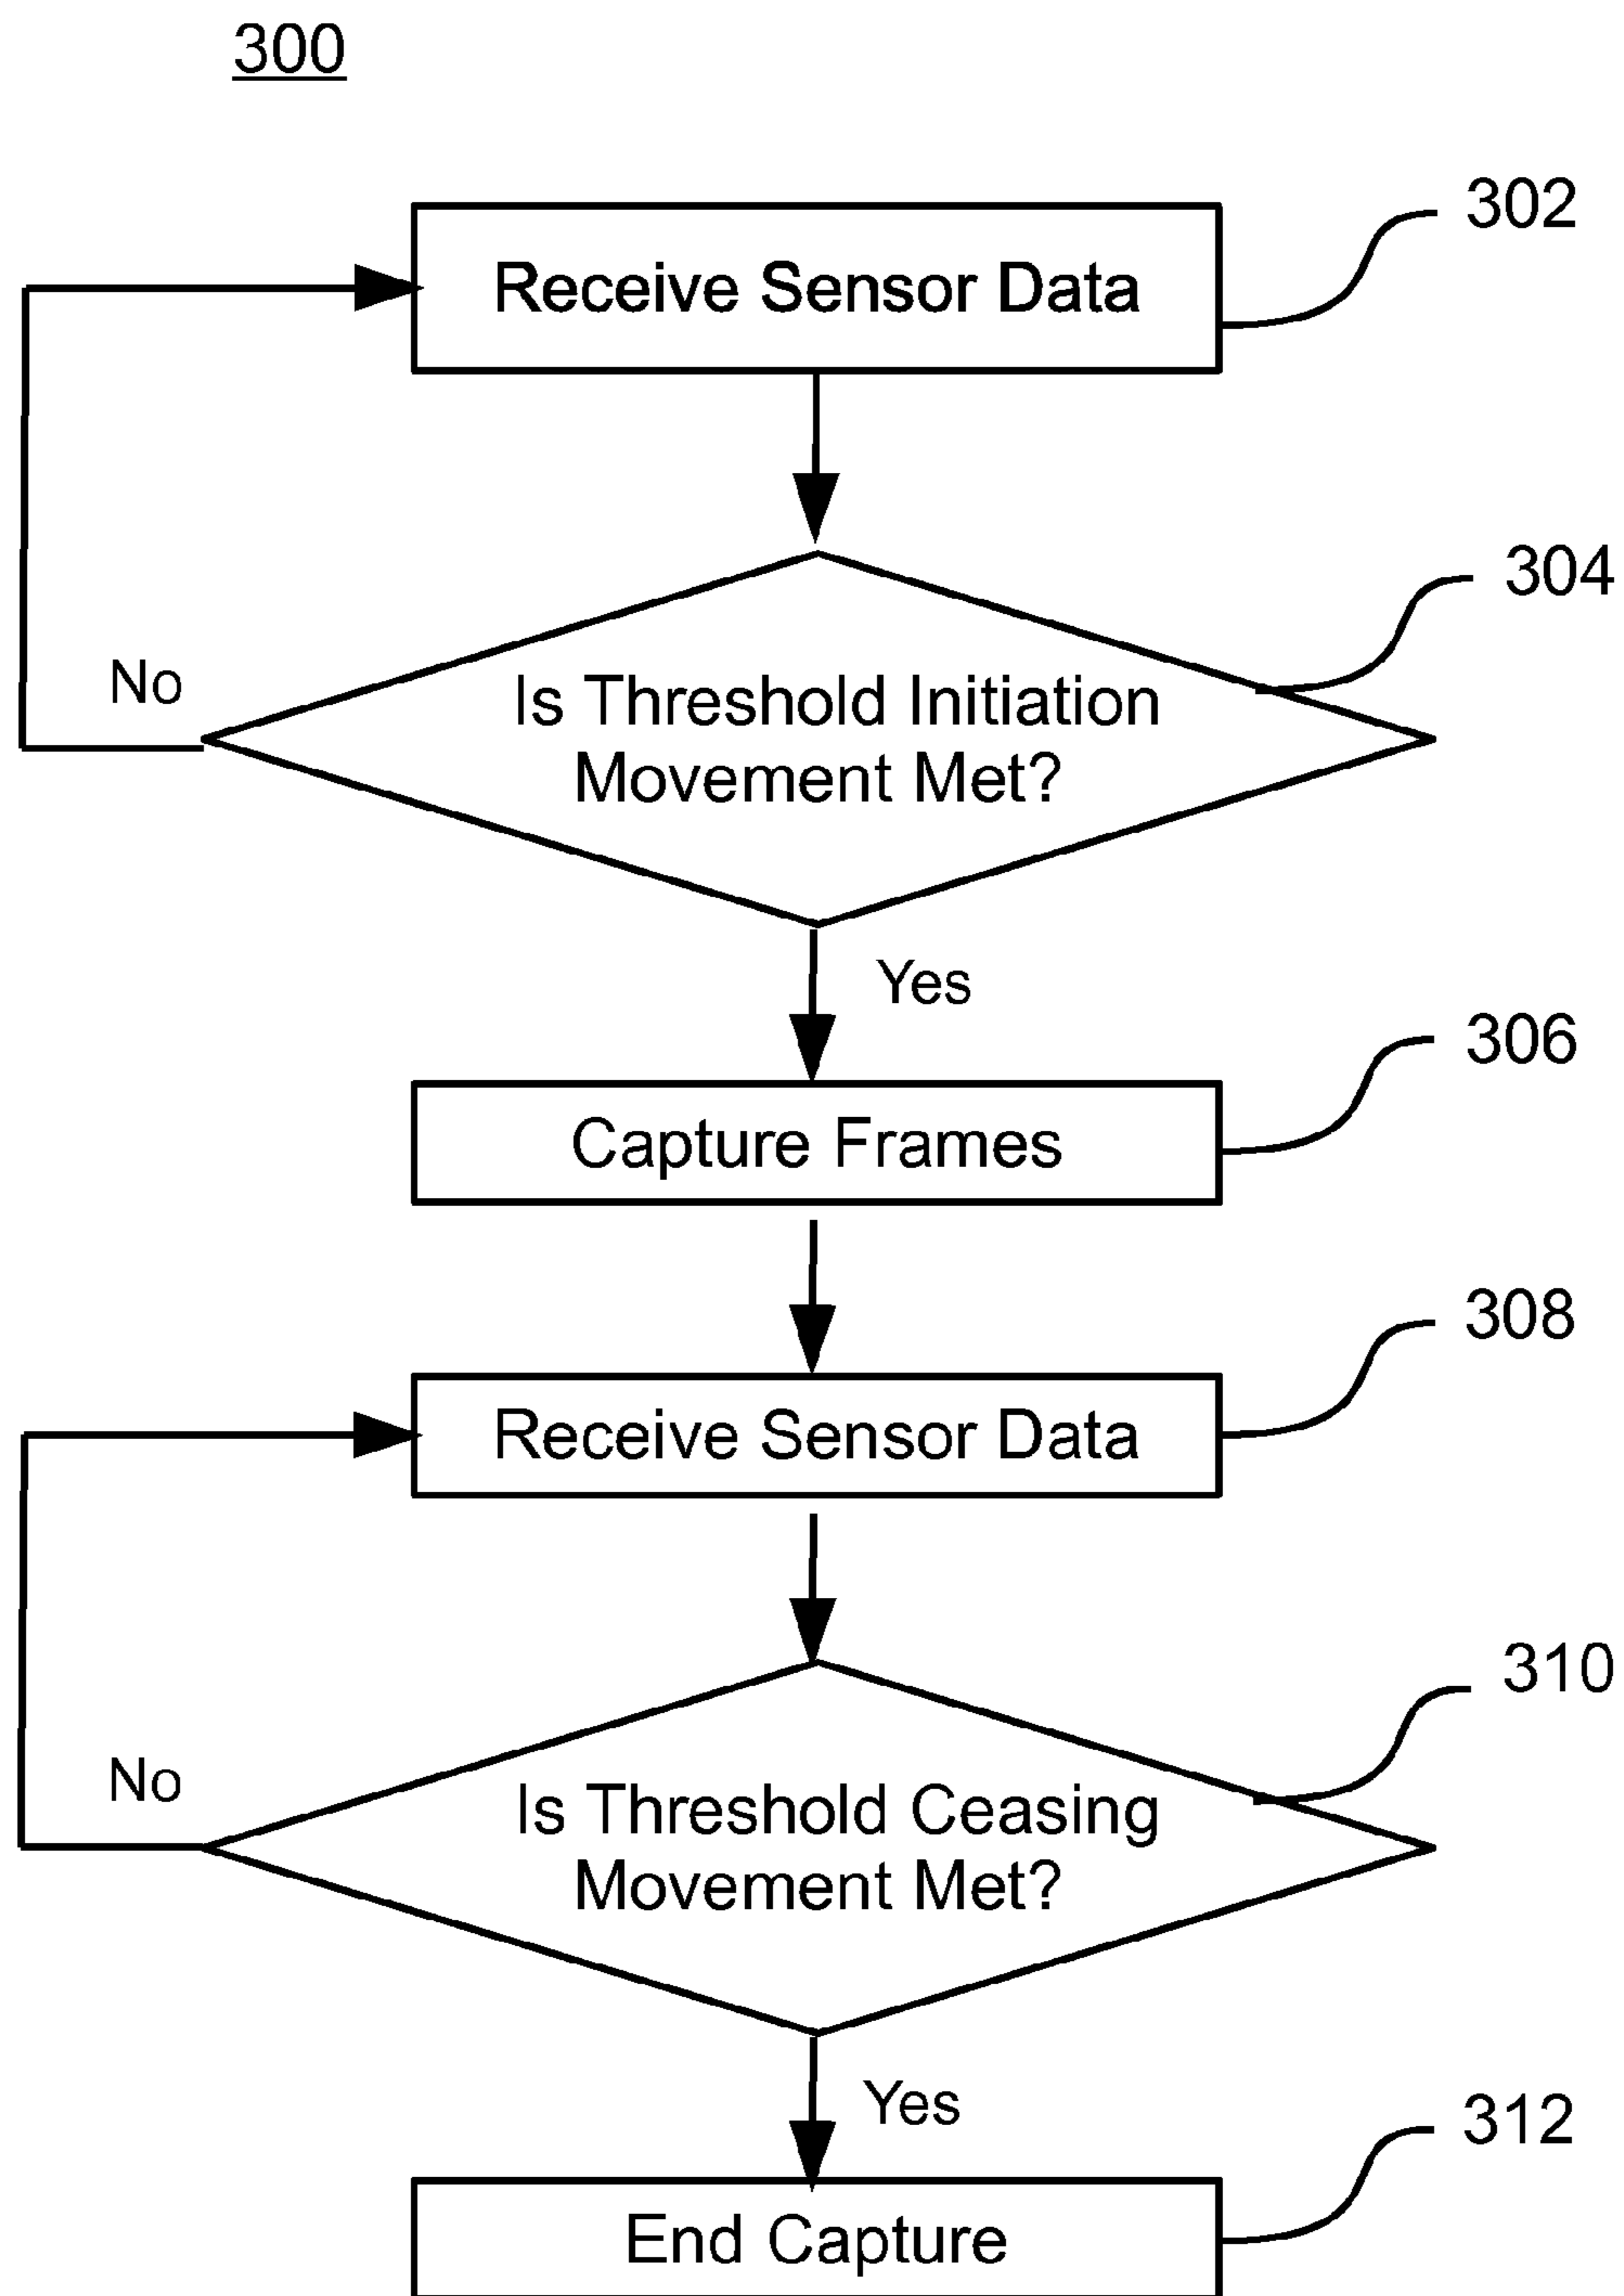 300
302
Receive Sensor Data
304
Is Threshold Initiation
Movement Met?
No
Yes
306
Capture Frames
308
Receive Sensor Data
310
Is Threshold Ceasing
Movement Met?
No
Yes
312
End Capture